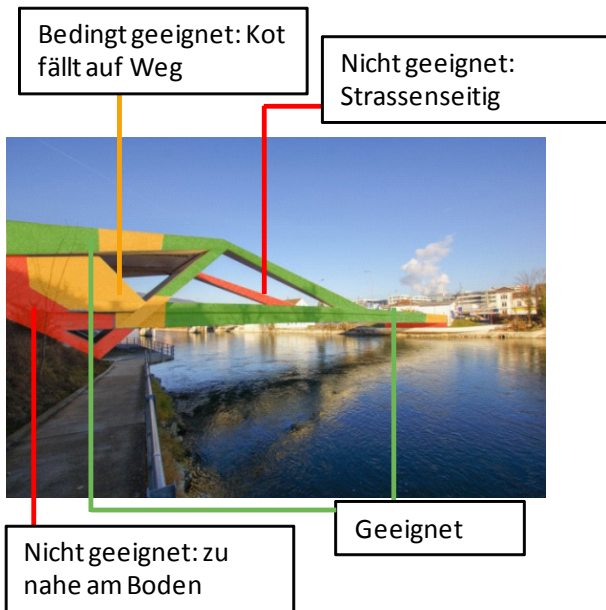 Bedingt geeignet: Kot
fällt auf Weg
Nicht geeignet:
Strassenseitig
Geeignet
Nicht geeignet: zu
nahe am Boden